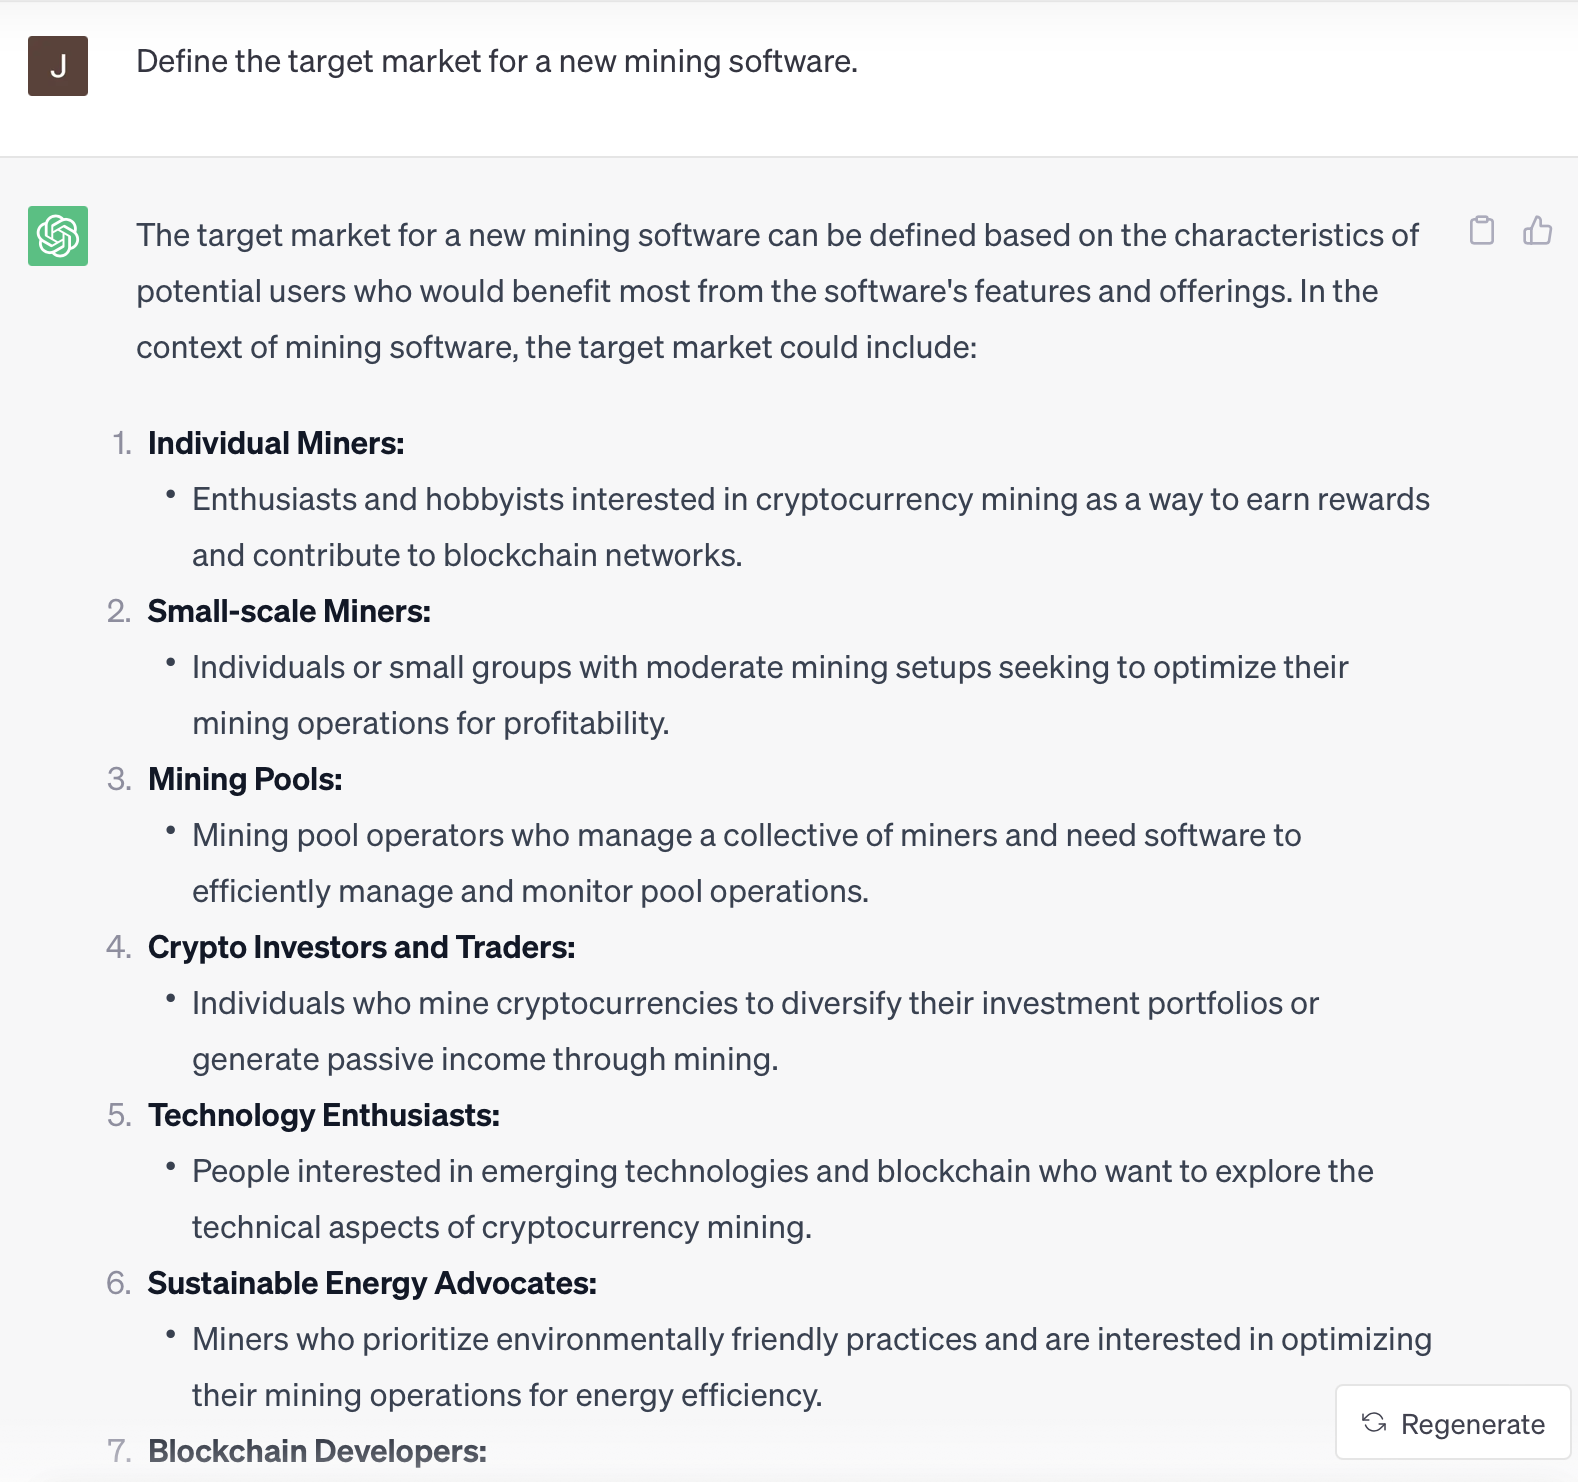 J
Define the target market for a new mining software.
The target market for a new mining software can be defined based on the characteristics of
potential users who would benefit most from the software's features and offerings. In the
context of mining software, the target market could include:
1. Individual Miners:
• Enthusiasts and hobbyists interested in cryptocurrency mining as a way to earn rewards
and contribute to blockchain networks.
2. Small-scale Miners:
• Individuals or small groups with moderate mining setups seeking to optimize their
mining operations for profitability.
3. Mining Pools:
• Mining pool operators who manage a collective of miners and need software to
efficiently manage and monitor pool operations.
4. Crypto Investors and Traders:
• Individuals who mine cryptocurrencies to diversify their investment portfolios or
generate passive income through mining.
5. Technology Enthusiasts:
• People interested in emerging technologies and blockchain who want to explore the
technical aspects of cryptocurrency mining.
6. Sustainable Energy Advocates:
• Miners who prioritize environmentally friendly practices and are interested in optimizing
their mining operations for energy efficiency.
Regenerate
7. Blockchain Developers: